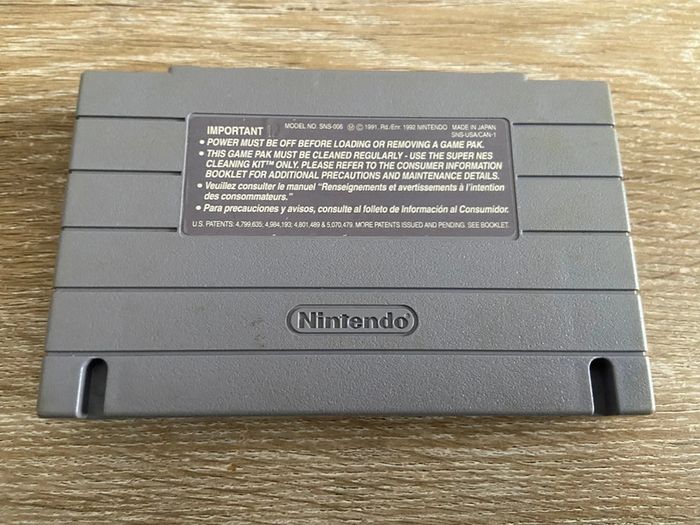 IMPORTANT MODEL NO. SNS-006 Ⓜ © 1991, Rd./Enr. 1992 NINTENDO MADE IN JAPAN
SNS-USA/CAN-1
• POWER MUST BE OFF BEFORE LOADING OR REMOVING A GAME PAK.
• THIS GAME PAK MUST BE CLEANED REGULARLY - USE THE SUPER NES
CLEANING KIT™ ONLY. PLEASE REFER TO THE CONSUMER INFORMATION
BOOKLET FOR ADDITIONAL PRECAUTIONS AND MAINTENANCE DETAILS.
• Veuillez consulter le manuel "Renseignements et avertissements à l'intention
des consommateurs."
• Para precauciones y avisos, consulte al folleto de Información al Consumidor.
U.S. PATENTS: 4,799,635; 4,984,193; 4,801,489 & 5,070,479. MORE PATENTS ISSUED AND PENDING. SEE BOOKLET.
Nintendo